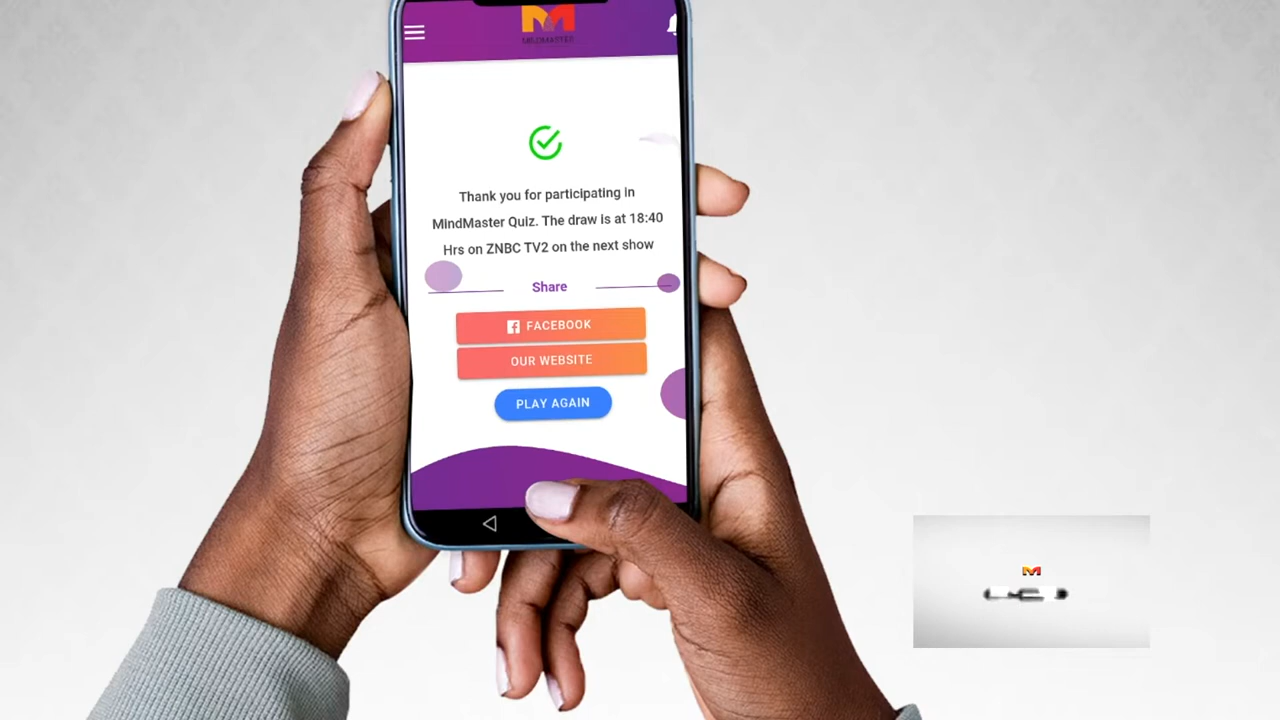 MINDMASTER
Thank you for participating in
MindMaster Quiz. The draw is at 18:40
Hrs on ZNBC TV2 on the next show
Share
FACEBOOK
OUR WEBSITE
PLAY AGAIN